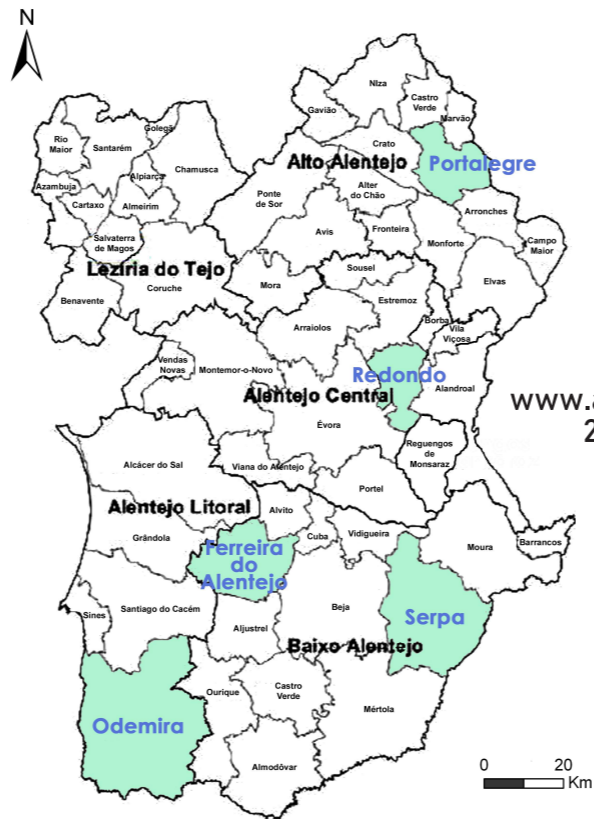 N
Niza
Gavião
Castro
Verde
Marvão
Golegã
Rio
Maior
Santarém
Crato
Chamusca
Alto Alentejo
Portalegre
Alpiarça
Azambuja
Ponte
de Sor
Alter
do Chão
Cartaxo
Almeirim
Arronches
Avis
Fronteira
Salvaterra
de Magos
Monforte
Campo
Maior
Lezíria do Tejo
Sousel
Elvas
Mora
Coruche
Benavente
Estremoz
Borba
Arraiolos
Vila
Viçosa
Vendas
Novas
Montemor-o-Novo
Redondo
Alandroal
Alentejo Central
www.a
2
Évora
Reguengos
de
Monsaraz
Alcácer do Sal
Viana do Alentejo
Portel
Alentejo Litoral
Alvito
Grândola
Cuba
Vidigueira
Moura
Barrancos
Ferreira
do
Alentejo
Santiago do Cacém
Sines
Beja
Serpa
Aljustrel
Baixo Alentejo
Ourique
Castro
Verde
Mértola
Odemira
Almodôvar
0 20
Km